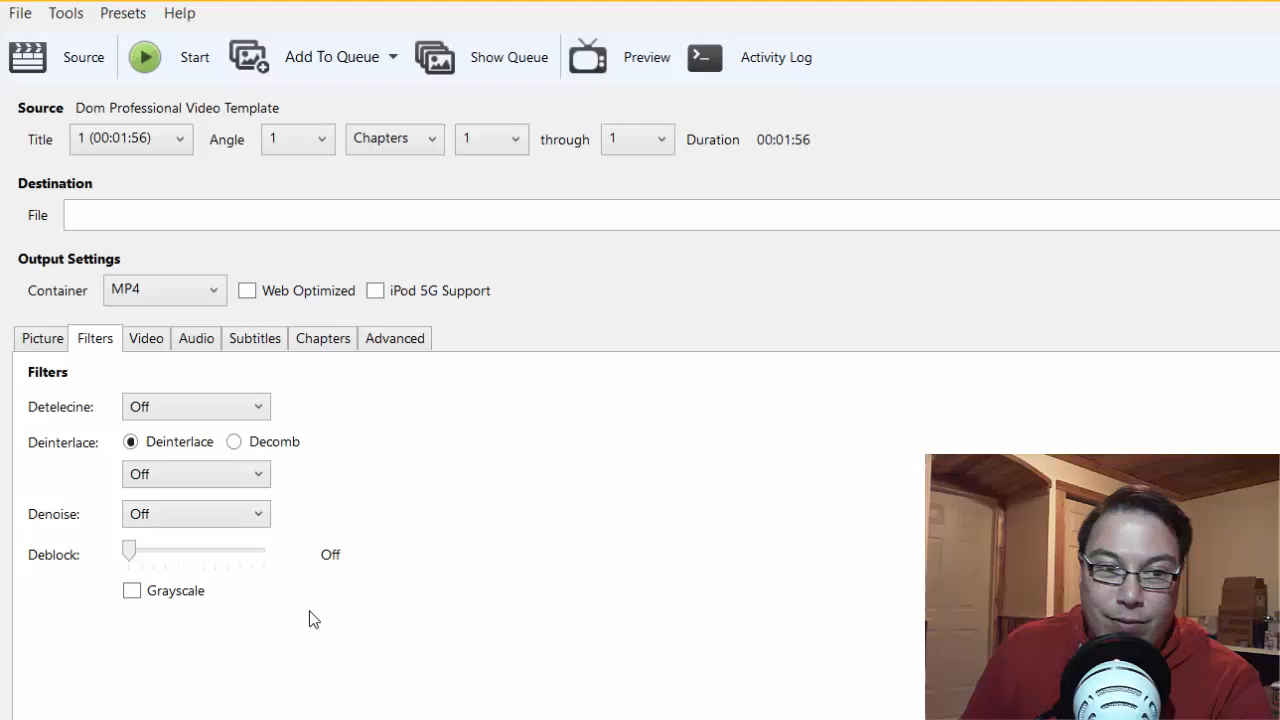 File Tools Presets Help
Source Start Add To Queue Show Queue Preview Activity Log
Source Dom Professional Video Template
Title 1 (00:01:56) Angle 1 Chapters 1 through 1 Duration 00:01:56
Destination
File
Output Settings
Container MP4 Web Optimized iPod 5G Support
Picture Filters Video Audio Subtitles Chapters Advanced
Filters
Detelecine: Off
Deinterlace: Deinterlace Decomb
Off
Denoise: Off
Deblock: Off
Grayscale